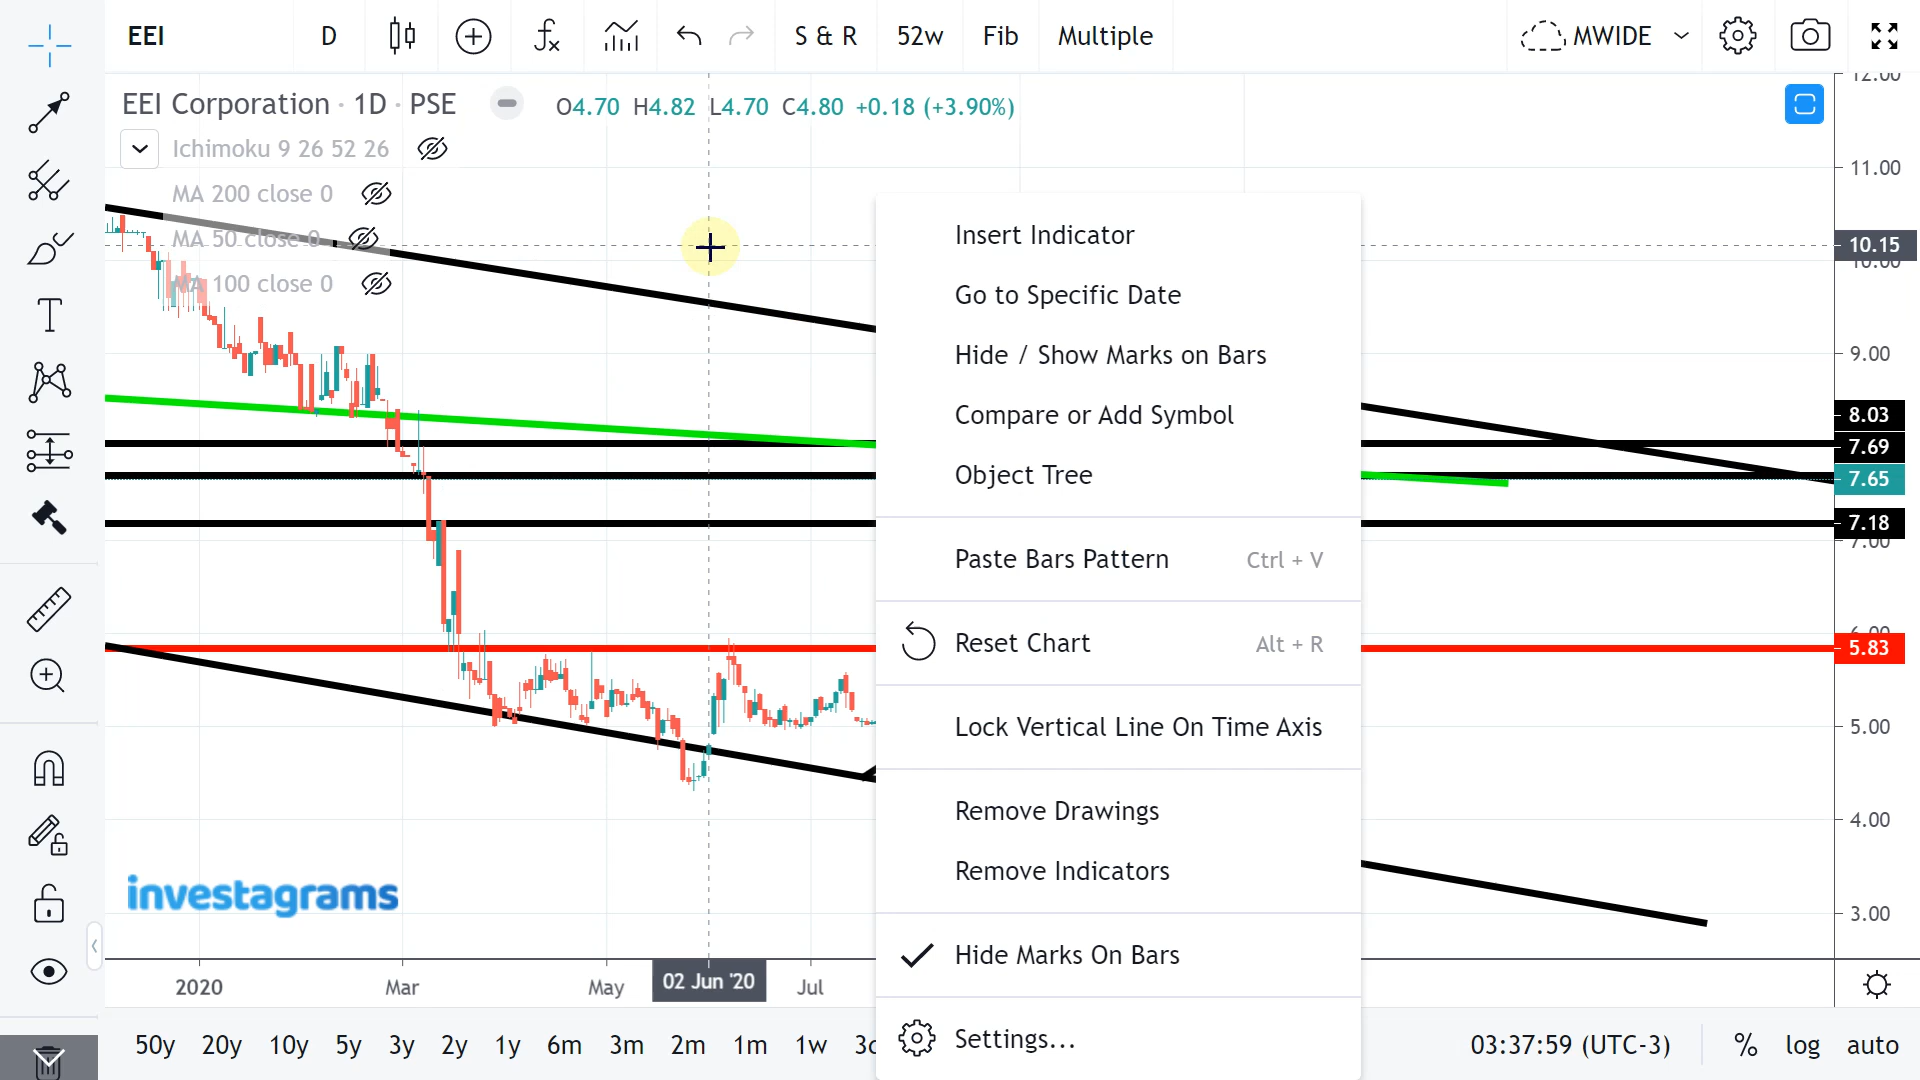 EEI D S & R 52w Fib Multiple MWIDE
EEI Corporation · 1D · PSE O4.70 H4.82 L4.70 C4.80 +0.18 (+3.90%)
Ichimoku 9 26 52 26
MA 200 close 0
MA 50 close 0
MA 100 close 0
12.00
11.00
10.15
10.00
9.00
8.03
7.69
7.65
7.18
7.00
6.00
5.83
5.00
4.00
3.00
Insert Indicator
Go to Specific Date
Hide / Show Marks on Bars
Compare or Add Symbol
Object Tree
Paste Bars Pattern Ctrl + V
Reset Chart Alt + R
Lock Vertical Line On Time Axis
Remove Drawings
Remove Indicators
Hide Marks On Bars
Settings...
investagrams
2020 Mar May 02 Jun '20 Jul
50y 20y 10y 5y 3y 2y 1y 6m 3m 2m 1m 1w 03:37:59 (UTC-3) % log auto